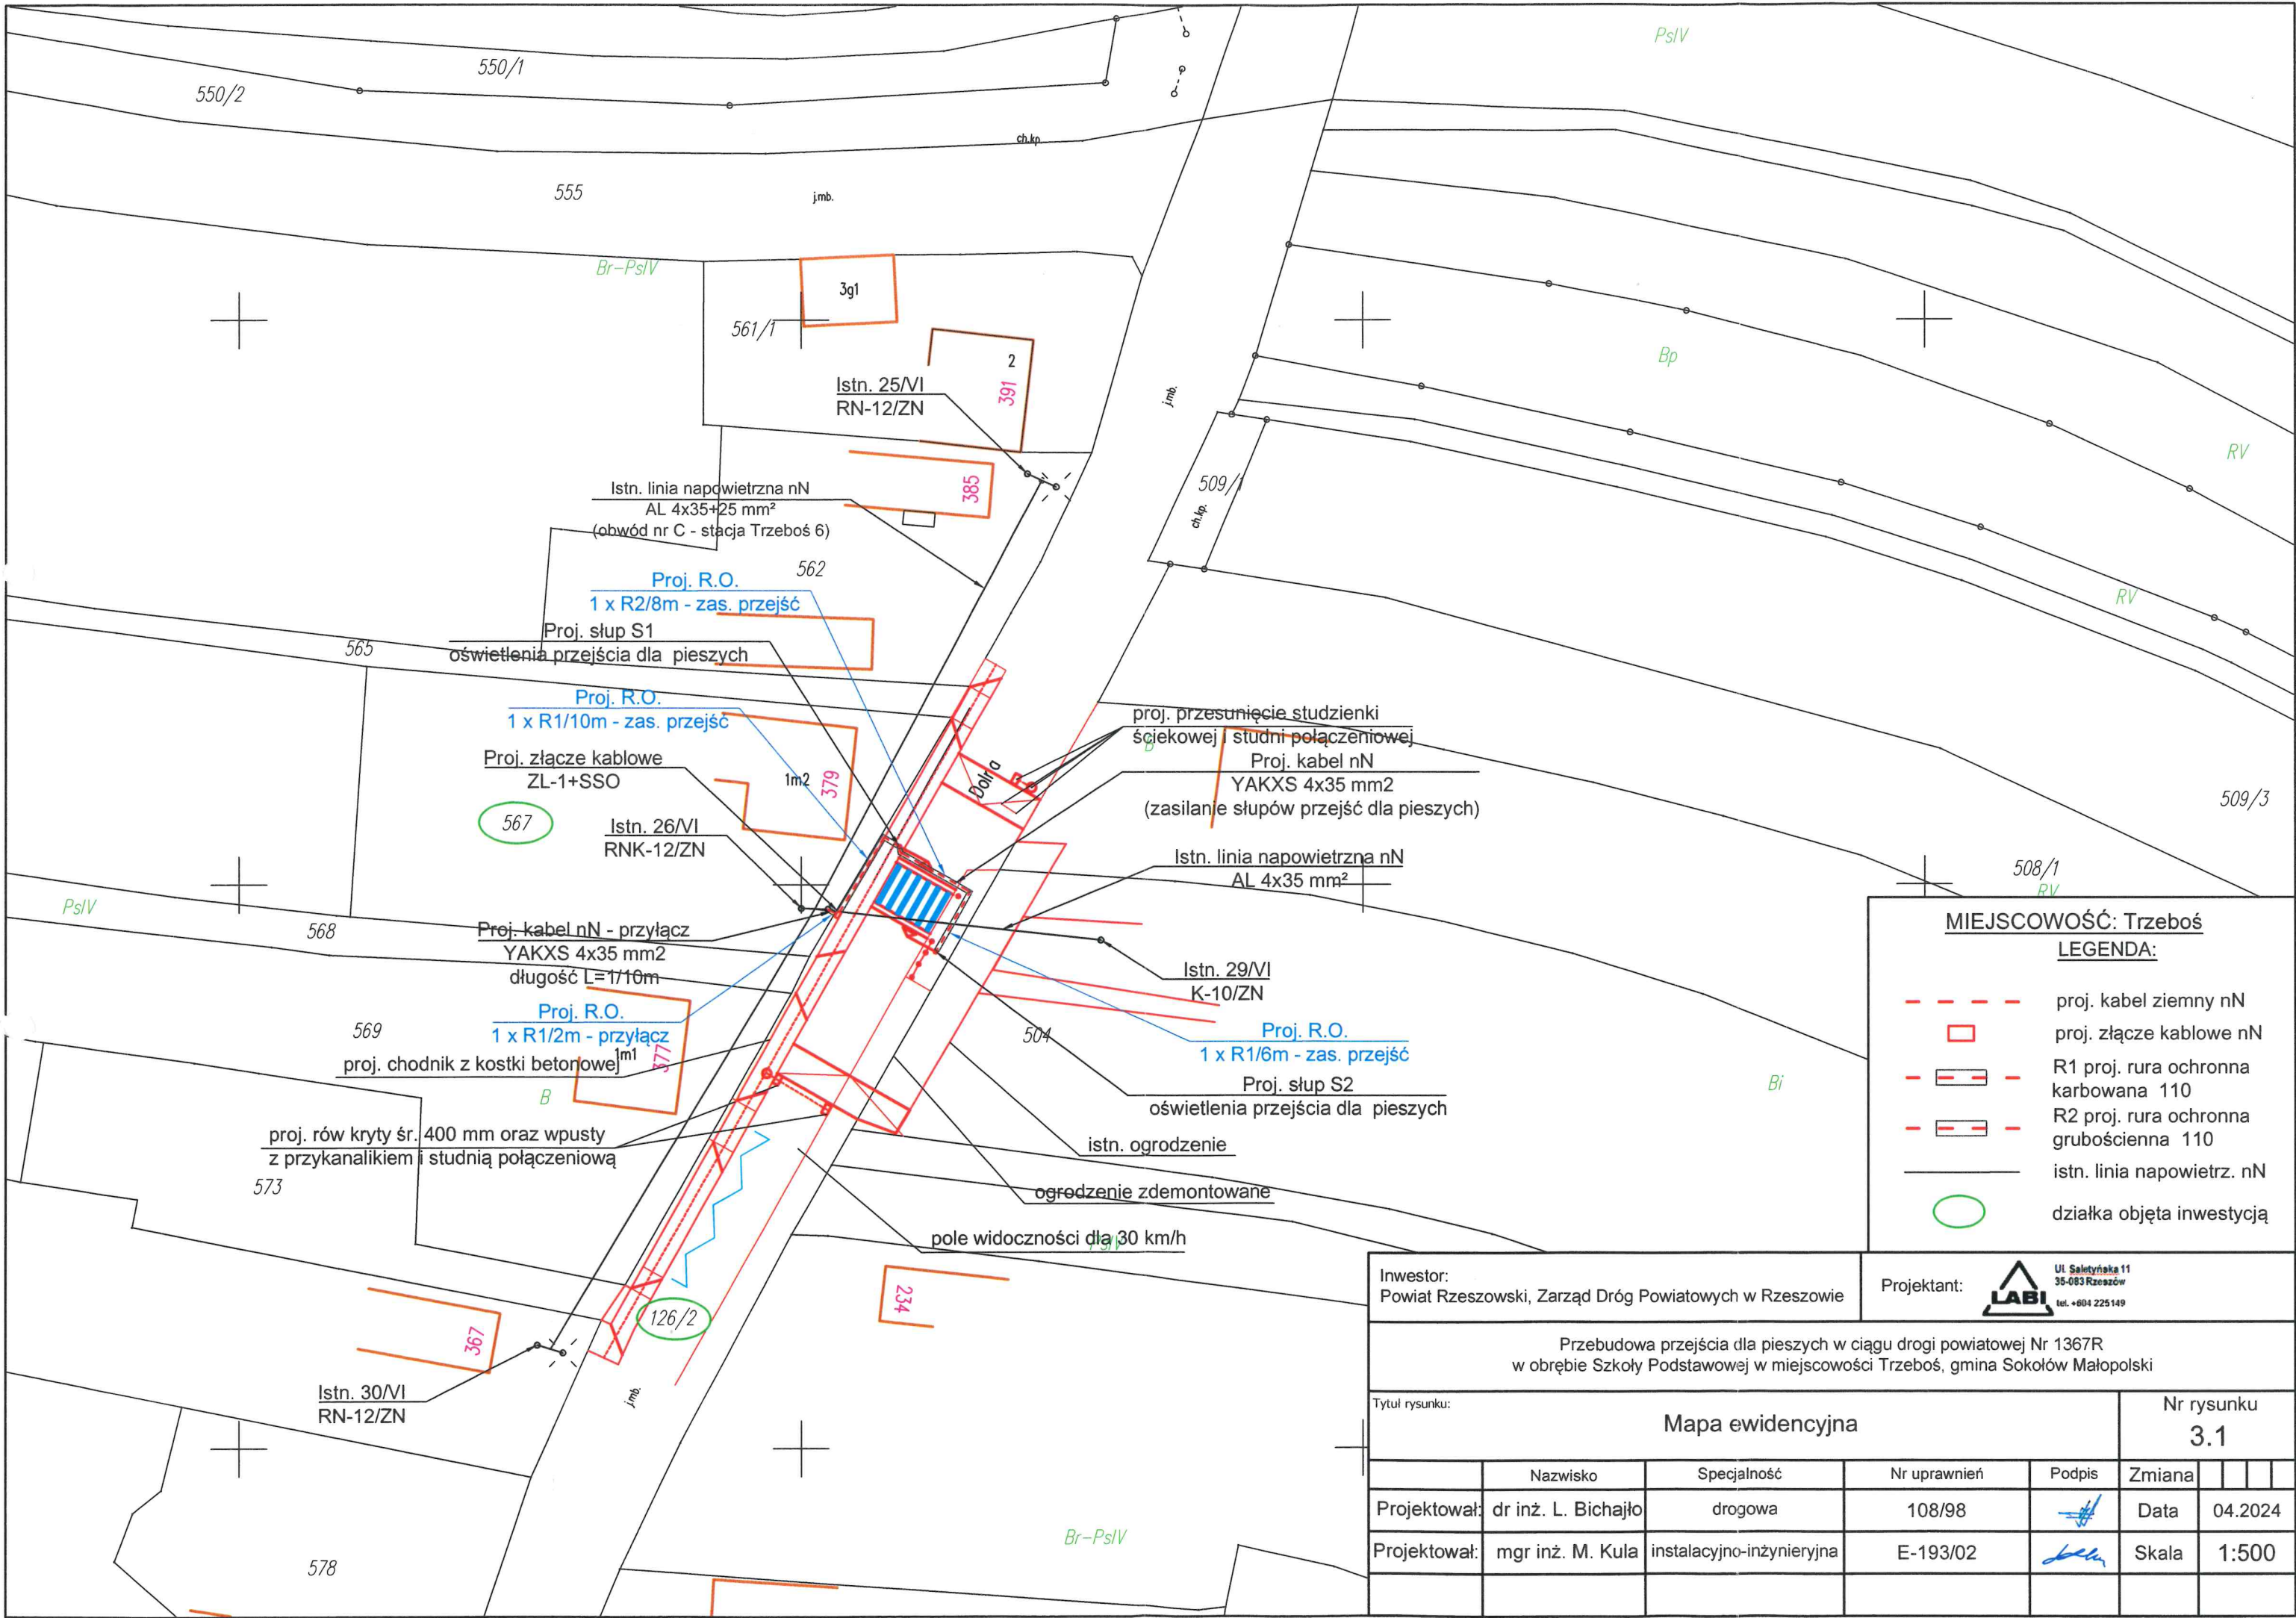 PsIV
550/1
550/2
ch.kp
555
j.mb.
Br-PsIV
3g1
561/1
2
391
Bp
Istn. 25/VI
RN-12/ZN
j.mb.
RV
385
509/1
ch.kp.
Istn. linia napowietrzna nN
AL 4x35+25 mm²
(obwód nr C - stacja Trzeboś 6)
562
Proj. R.O.
1 x R2/8m - zas. przejść
RV
Proj. słup S1
oświetlenia przejścia dla pieszych
565
Proj. R.O.
1 x R1/10m - zas. przejść
proj. przesunięcie studzienki
ściekowej i studni połączeniowej
B
Proj. złącze kablowe
ZL-1+SSO
1m2
379
Dolna
Proj. kabel nN
YAKXS 4x35 mm2
(zasilanie słupów przejść dla pieszych)
509/3
567
Istn. 26/VI
RNK-12/ZN
Istn. linia napowietrzna nN
AL 4x35 mm²
508/1
RV
PsIV
568
Proj. kabel nN - przyłącz
YAKXS 4x35 mm2
długość L=1/10m
Istn. 29/VI
K-10/ZN
Proj. R.O.
1 x R1/2m - przyłącz
569
504
Proj. R.O.
1 x R1/6m - zas. przejść
proj. chodnik z kostki betonowej
1m1
377
B
Proj. słup S2
oświetlenia przejścia dla pieszych
Bi
proj. rów kryty śr. 400 mm oraz wpusty
z przykanalikiem i studnią połączeniową
istn. ogrodzenie
573
ogrodzenie zdemontowane
pole widoczności dla 30 km/h
PsIV
234
126/2
367
Istn. 30/VI
RN-12/ZN
j.mb.
578
Br-PsIV
MIEJSCOWOŚĆ: Trzeboś
LEGENDA:
proj. kabel ziemny nN
proj. złącze kablowe nN
R1 proj. rura ochronna
karbowana 110
R2 proj. rura ochronna
grubościenna 110
istn. linia napowietrz. nN
działka objęta inwestycją
Inwestor:
Powiat Rzeszowski, Zarząd Dróg Powiatowych w Rzeszowie
Projektant:
LABI
Ul. Saletyńska 11
35-083 Rzeszów
tel. +604 225149
Przebudowa przejścia dla pieszych w ciągu drogi powiatowej Nr 1367R
w obrębie Szkoły Podstawowej w miejscowości Trzeboś, gmina Sokołów Małopolski
Tytuł rysunku:
Mapa ewidencyjna
Nr rysunku
3.1
Nazwisko Specjalność Nr uprawnień Podpis Zmiana
Projektował: dr inż. L. Bichajło drogowa 108/98 Data 04.2024
Projektował: mgr inż. M. Kula instalacyjno-inżynieryjna E-193/02 Skala 1:500